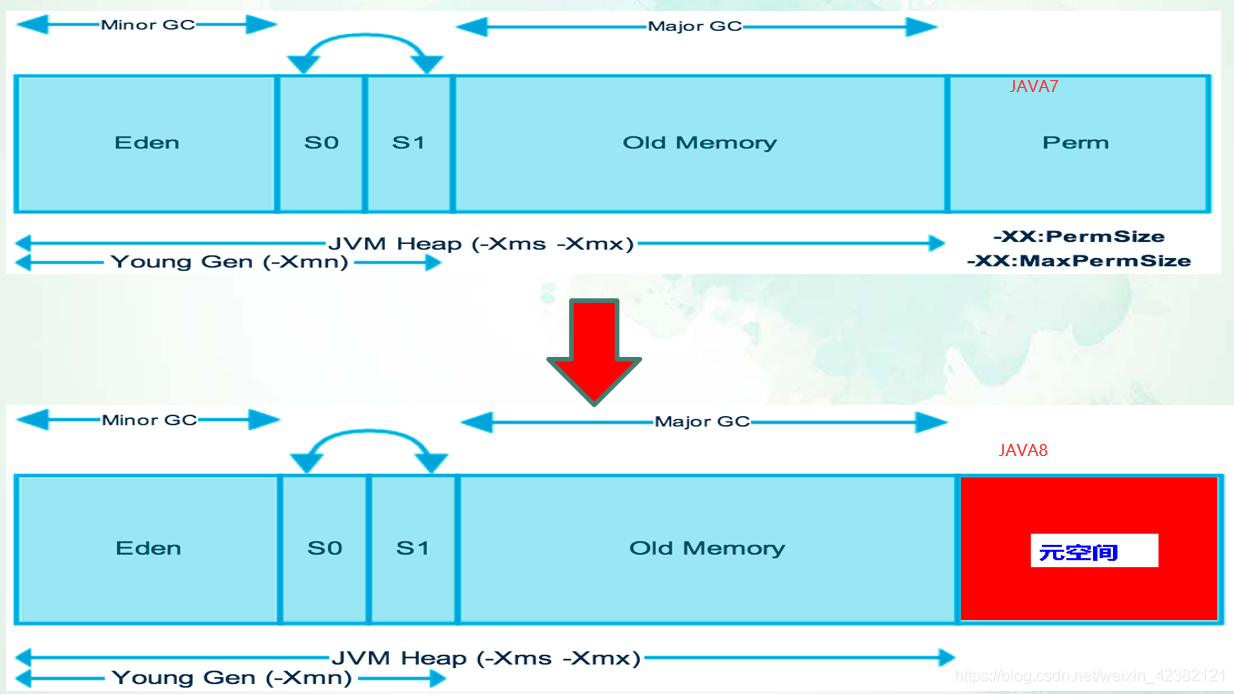 Minor GC
Major GC
JAVA7
Eden
S0
S1
Old Memory
Perm
JVM Heap (-Xms -Xmx)
-XX:PermSize
Young Gen (-Xmn)
-XX:MaxPermSize
Minor GC
Major GC
JAVA8
Eden
S0
S1
Old Memory
元空间
JVM Heap (-Xms -Xmx)
Young Gen (-Xmn)
https://blog.csdn.net/weixin_42382121